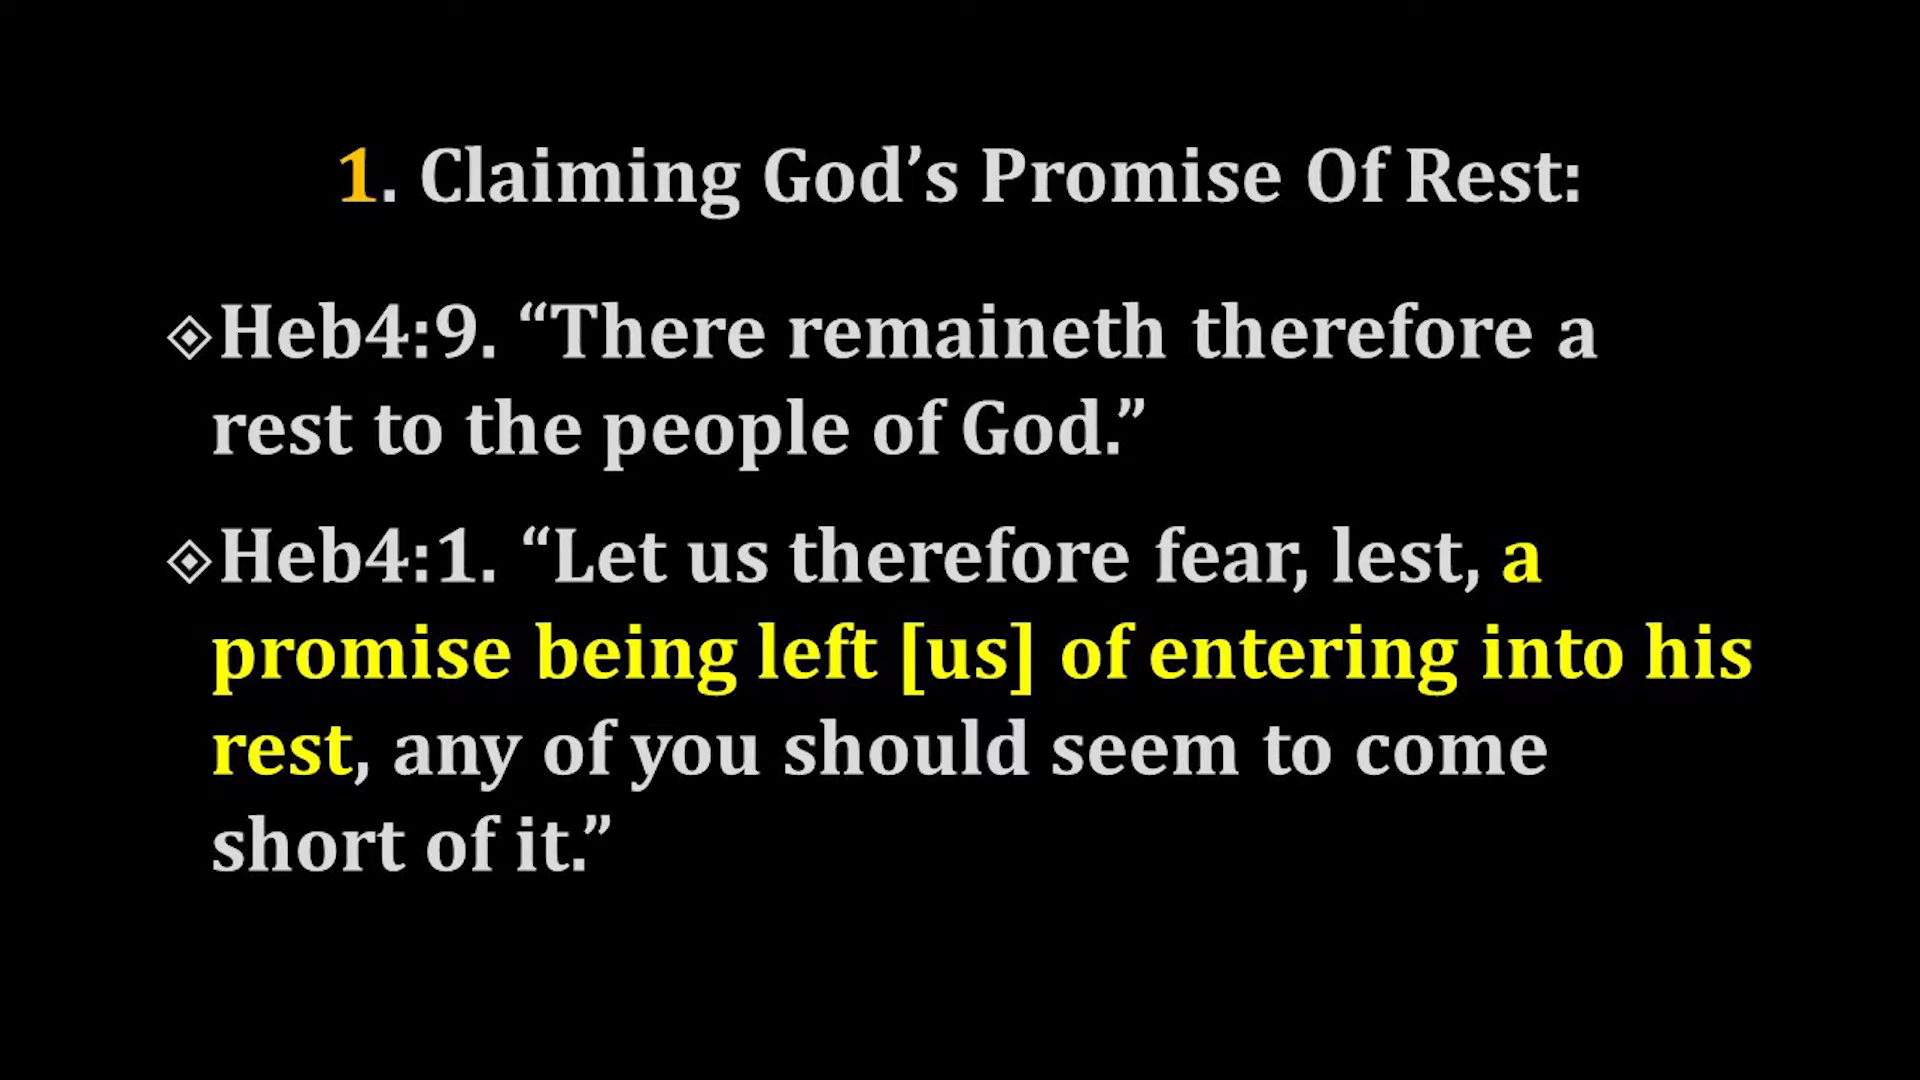 1. Claiming God’s Promise Of Rest:
Heb4:9. “There remaineth therefore a
rest to the people of God.”
Heb4:1. “Let us therefore fear, lest, a
promise being left [us] of entering into his
rest, any of you should seem to come
short of it.”